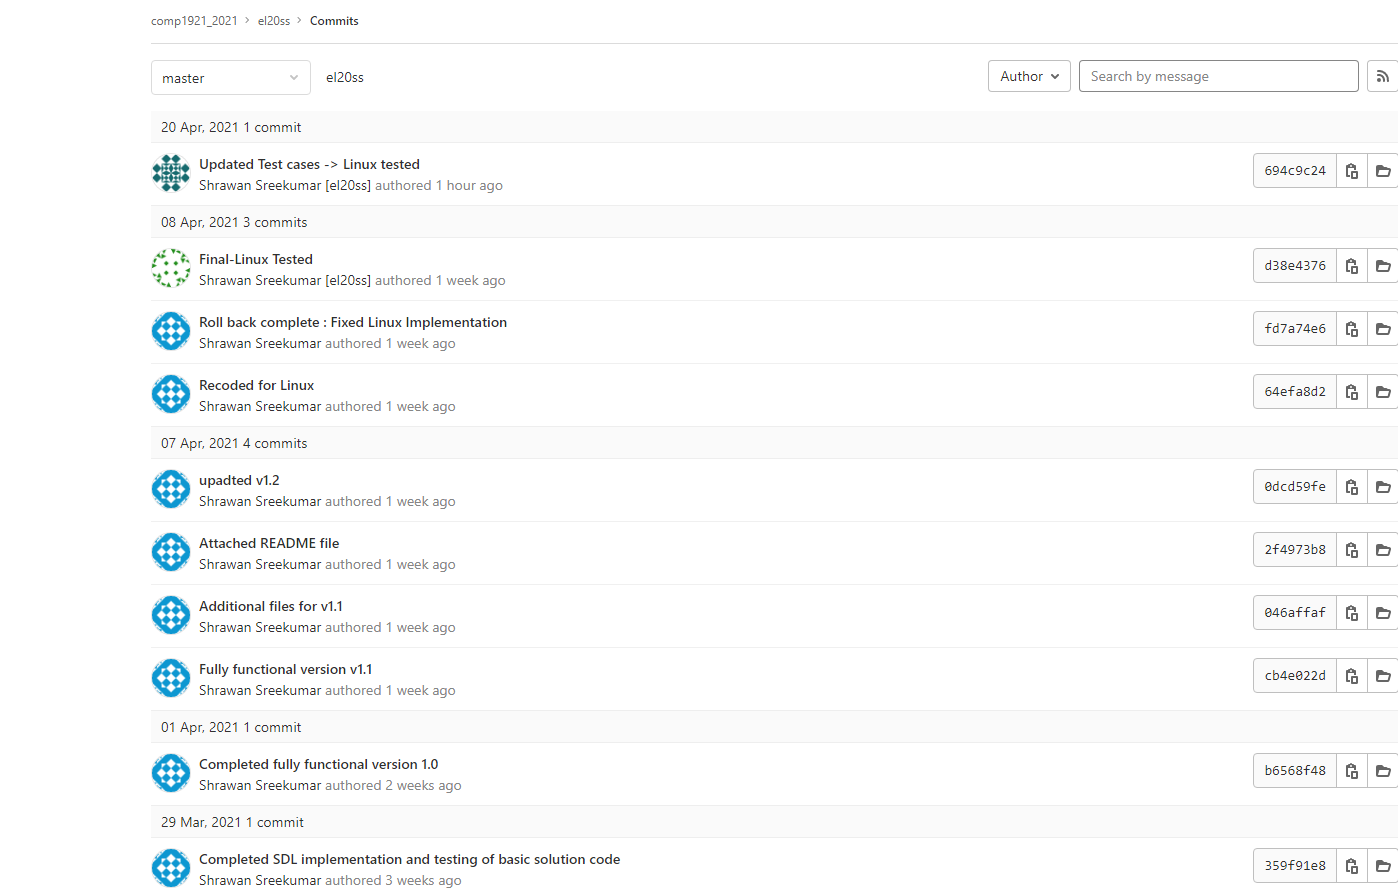 comp1921_2021 > el20ss > Commits
master
el20ss
Author
Search by message
20 Apr, 2021 1 commit
Updated Test cases -> Linux tested
694c9c24
Shrawan Sreekumar [el20ss] authored 1 hour ago
08 Apr, 2021 3 commits
Final-Linux Tested
d38e4376
Shrawan Sreekumar [el20ss] authored 1 week ago
Roll back complete : Fixed Linux Implementation
fd7a74e6
Shrawan Sreekumar authored 1 week ago
Recoded for Linux
64efa8d2
Shrawan Sreekumar authored 1 week ago
07 Apr, 2021 4 commits
upadted v1.2
0dcd59fe
Shrawan Sreekumar authored 1 week ago
Attached README file
2f4973b8
Shrawan Sreekumar authored 1 week ago
Additional files for v1.1
046affaf
Shrawan Sreekumar authored 1 week ago
Fully functional version v1.1
cb4e022d
Shrawan Sreekumar authored 1 week ago
01 Apr, 2021 1 commit
Completed fully functional version 1.0
b6568f48
Shrawan Sreekumar authored 2 weeks ago
29 Mar, 2021 1 commit
Completed SDL implementation and testing of basic solution code
359f91e8
Shrawan Sreekumar authored 3 weeks ago